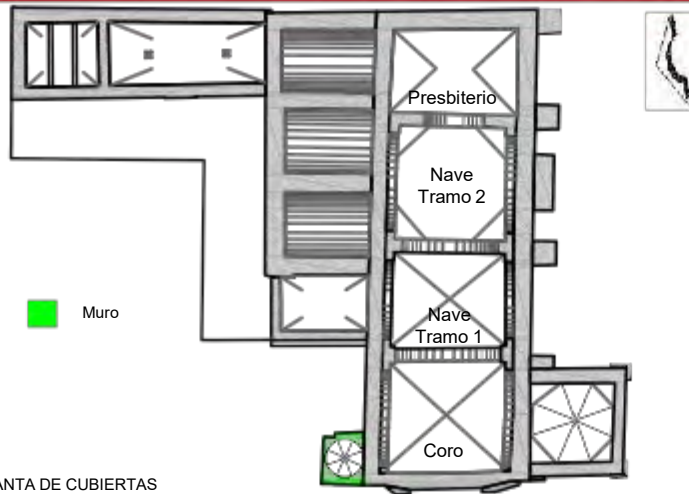 Presbiterio
Nave
Tramo 2
Muro
Nave
Tramo 1
Coro
ANTA DE CUBIERTAS